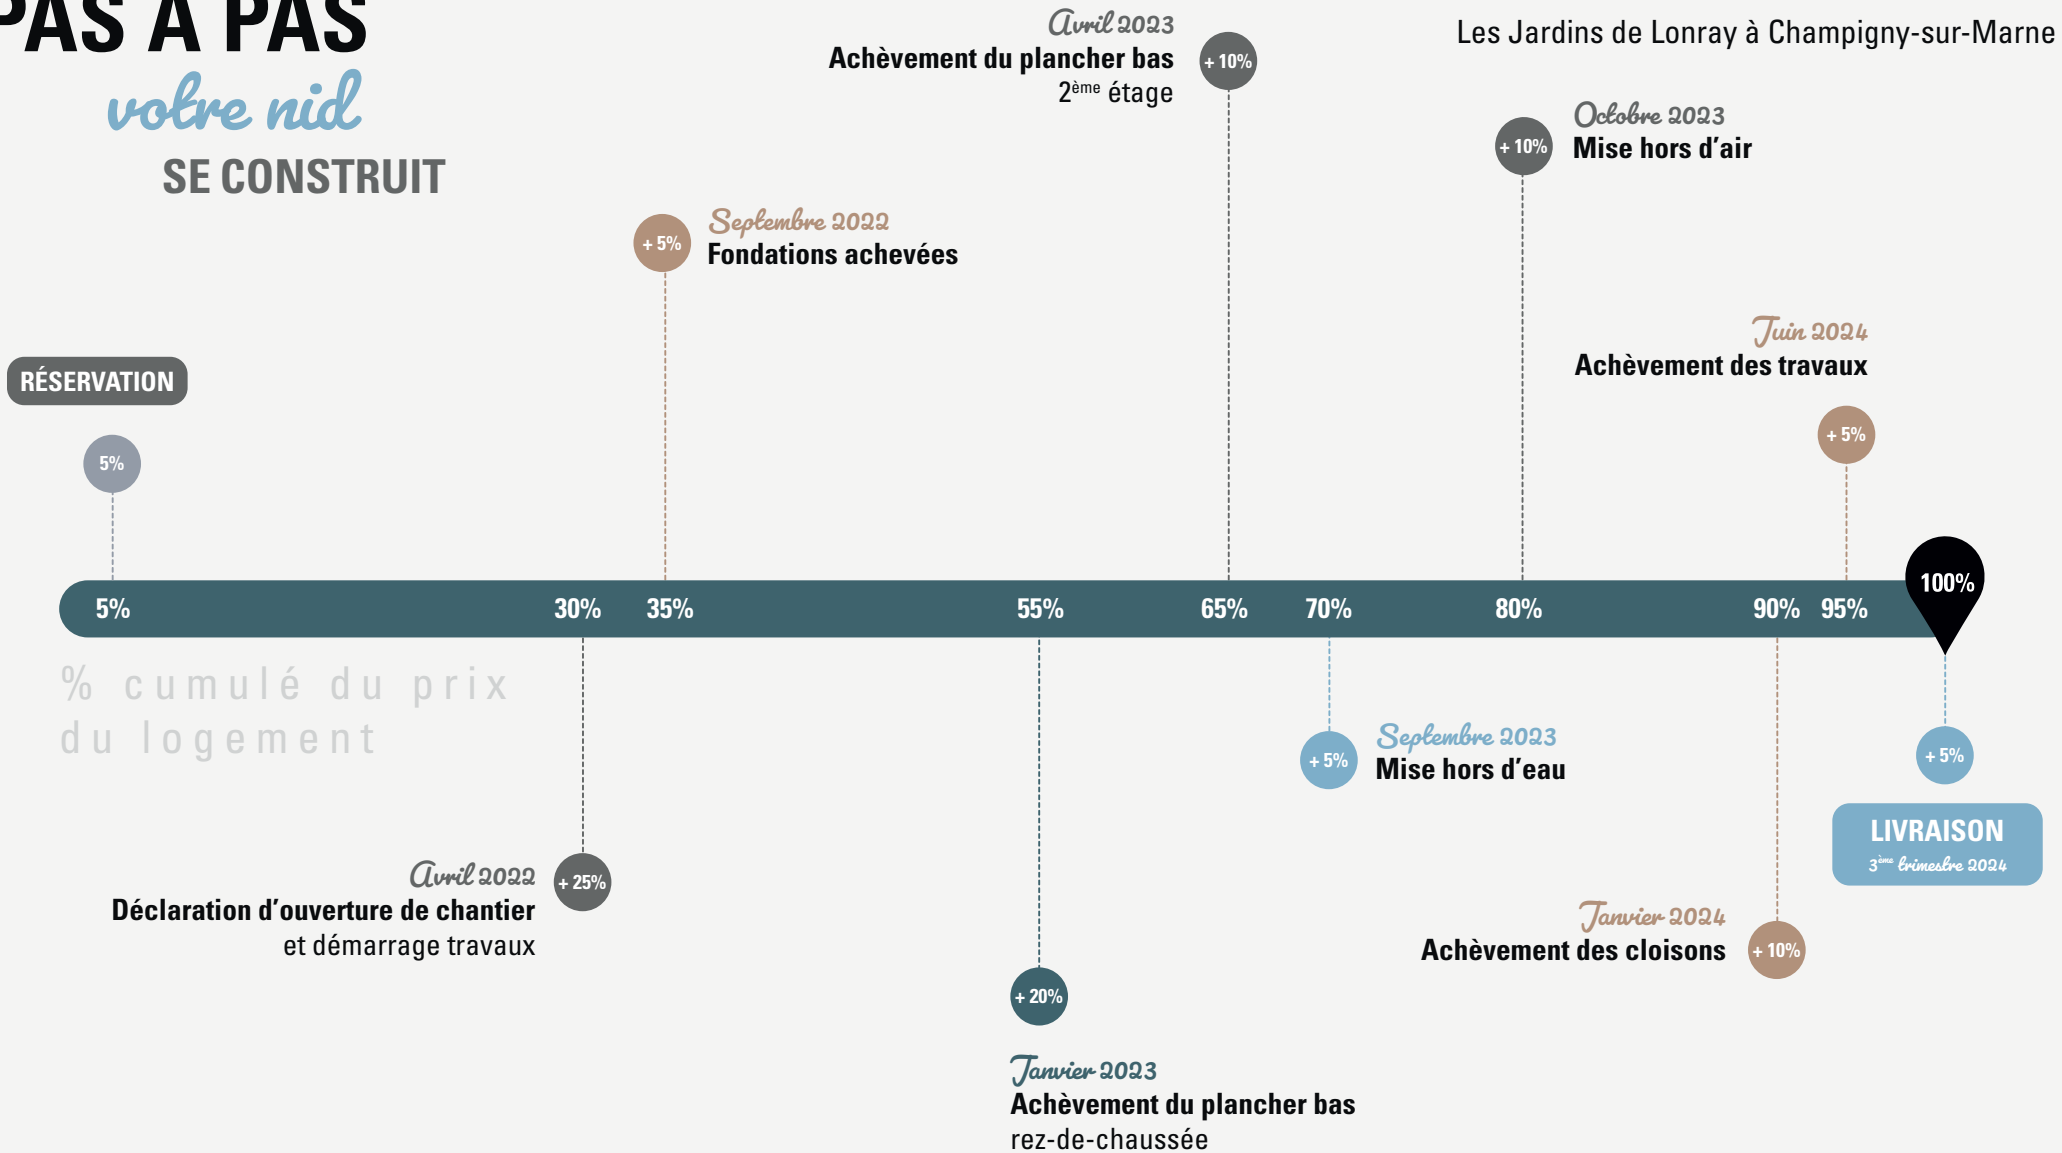 PAS À PAS
votre nid
SE CONSTRUIT
Les Jardins de Lonray à Champigny-sur-Marne
Avril 2023
Achèvement du plancher bas
2ème étage
+ 10%
Octobre 2023
Mise hors d’air
+ 10%
Septembre 2022
Fondations achevées
+ 5%
Juin 2024
Achèvement des travaux
+ 5%
RÉSERVATION
5%
5% 30% 35% 55% 65% 70% 80% 90% 95% 100%
% cumulé du prix
du logement
Septembre 2023
Mise hors d’eau
+ 5%
+ 5%
LIVRAISON
3ème trimestre 2024
Avril 2022
Déclaration d’ouverture de chantier
et démarrage travaux
+ 25%
Janvier 2024
Achèvement des cloisons
+ 10%
+ 20%
Janvier 2023
Achèvement du plancher bas
rez-de-chaussée